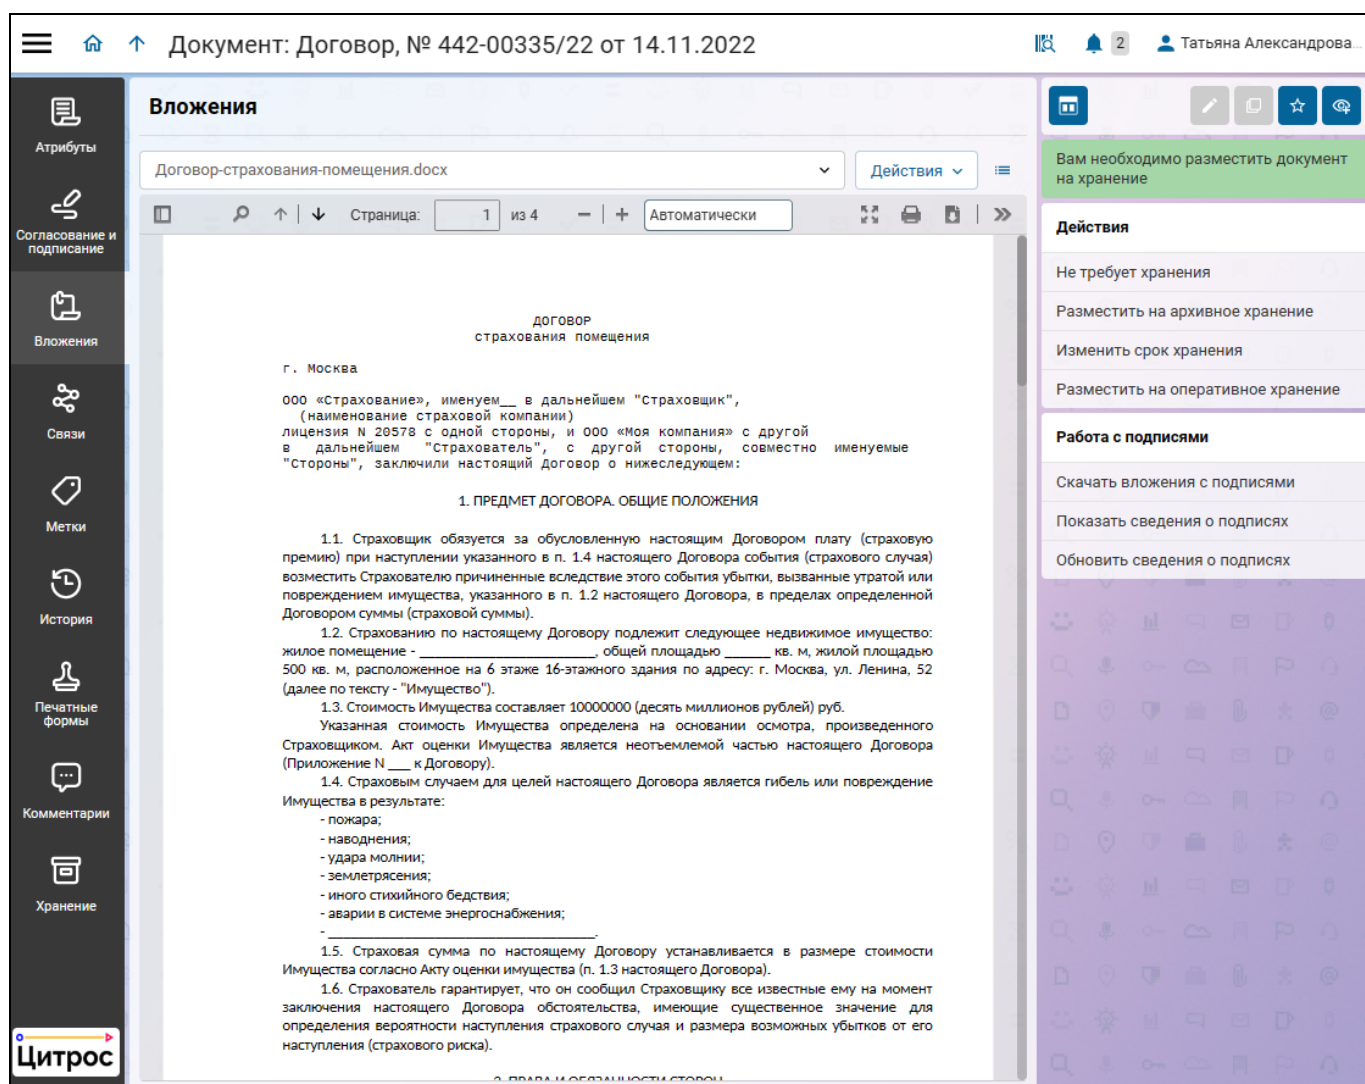 Документ: Договор, № 442-00335/22 от 14.11.2022
2
Татьяна Александрова...
Атрибуты
Согласование и
подписание
Вложения
Связи
Метки
История
Печатные
формы
Комментарии
Хранение
Цитрос
Вложения
Договор-страхования-помещения.docx
Действия
Страница:
1
из 4
Автоматически
ДОГОВОР
страхования помещения
г. Москва
ООО «Страхование», именуем__ в дальнейшем "Страховщик",
(наименование страховой компании)
лицензия N 20578 с одной стороны, и ООО «Моя компания» с другой
в дальнейшем "Страхователь", с другой стороны, совместно именуемые
"Стороны", заключили настоящий Договор о нижеследующем:
1. ПРЕДМЕТ ДОГОВОРА. ОБЩИЕ ПОЛОЖЕНИЯ
1.1. Страховщик обязуется за обусловленную настоящим Договором плату (страховую
премию) при наступлении указанного в п. 1.4 настоящего Договора события (страхового случая)
возместить Страхователю причиненные вследствие этого события убытки, вызванные утратой или
повреждением имущества, указанного в п. 1.2 настоящего Договора, в пределах определенной
Договором суммы (страховой суммы).
1.2. Страхованию по настоящему Договору подлежит следующее недвижимое имущество:
жилое помещение - _______________________, общей площадью ______ кв. м, жилой площадью
500 кв. м, расположенное на 6 этаже 16-этажного здания по адресу: г. Москва, ул. Ленина, 52
(далее по тексту - "Имущество").
1.3. Стоимость Имущества составляет 10000000 (десять миллионов рублей) руб.
Указанная стоимость Имущества определена на основании осмотра, произведенного
Страховщиком. Акт оценки Имущества является неотъемлемой частью настоящего Договора
(Приложение N ___ к Договору).
1.4. Страховым случаем для целей настоящего Договора является гибель или повреждение
Имущества в результате:
- пожара;
- наводнения;
- удара молнии;
- землетрясения;
- иного стихийного бедствия;
- аварии в системе энергоснабжения;
- ___________________________________.
1.5. Страховая сумма по настоящему Договору устанавливается в размере стоимости
Имущества согласно Акту оценки имущества (п. 1.3 настоящего Договора).
1.6. Страхователь гарантирует, что он сообщил Страховщику все известные ему на момент
заключения настоящего Договора обстоятельства, имеющие существенное значение для
определения вероятности наступления страхового случая и размера возможных убытков от его
наступления (страхового риска).
2. ПРАВА И ОБЯЗАННОСТИ СТОРОН
Вам необходимо разместить документ
на хранение
Действия
Не требует хранения
Разместить на архивное хранение
Изменить срок хранения
Разместить на оперативное хранение
Работа с подписями
Скачать вложения с подписями
Показать сведения о подписях
Обновить сведения о подписях